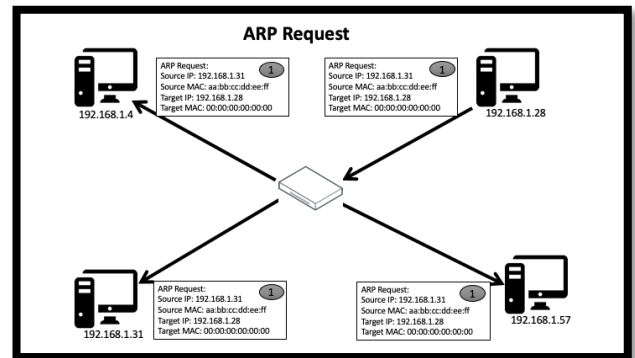 ARP Request
ARP Request:
Source IP: 192.168.1.31
Source MAC: aa:bb:cc:dd:ee:ff
Target IP: 192.168.1.28
Target MAC: 00:00:00:00:00:00
1
192.168.1.4
ARP Request:
Source IP: 192.168.1.31
Source MAC: aa:bb:cc:dd:ee:ff
Target IP: 192.168.1.28
Target MAC: 00:00:00:00:00:00
1
192.168.1.28
ARP Request:
Source IP: 192.168.1.31
Source MAC: aa:bb:cc:dd:ee:ff
Target IP: 192.168.1.28
Target MAC: 00:00:00:00:00:00
1
192.168.1.31
ARP Request:
Source IP: 192.168.1.31
Source MAC: aa:bb:cc:dd:ee:ff
Target IP: 192.168.1.28
Target MAC: 00:00:00:00:00:00
1
192.168.1.57